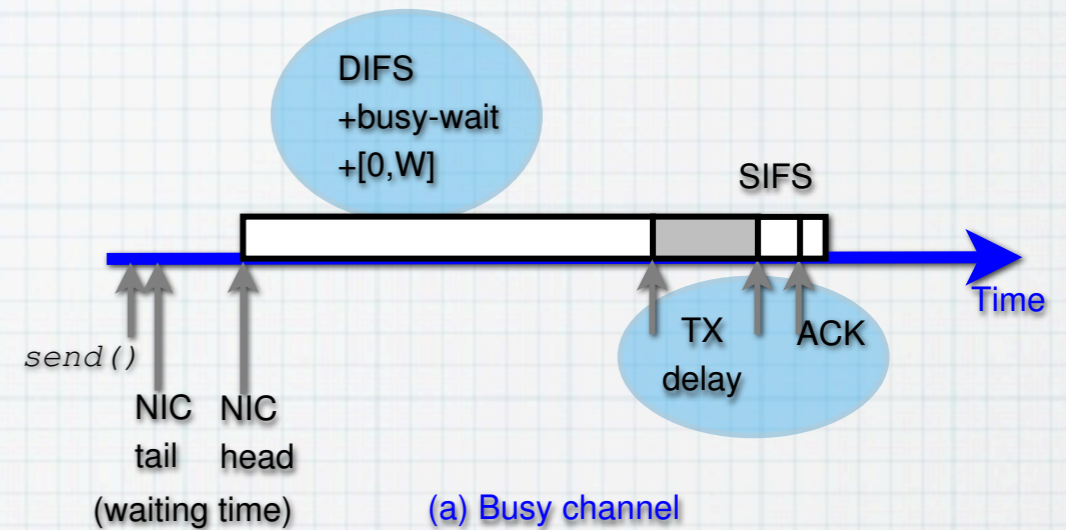 DIFS
+busy-wait
+[0,W]
SIFS
Time
send()
TX
delay
ACK
NIC
tail
NIC
head
(waiting time)
(a) Busy channel